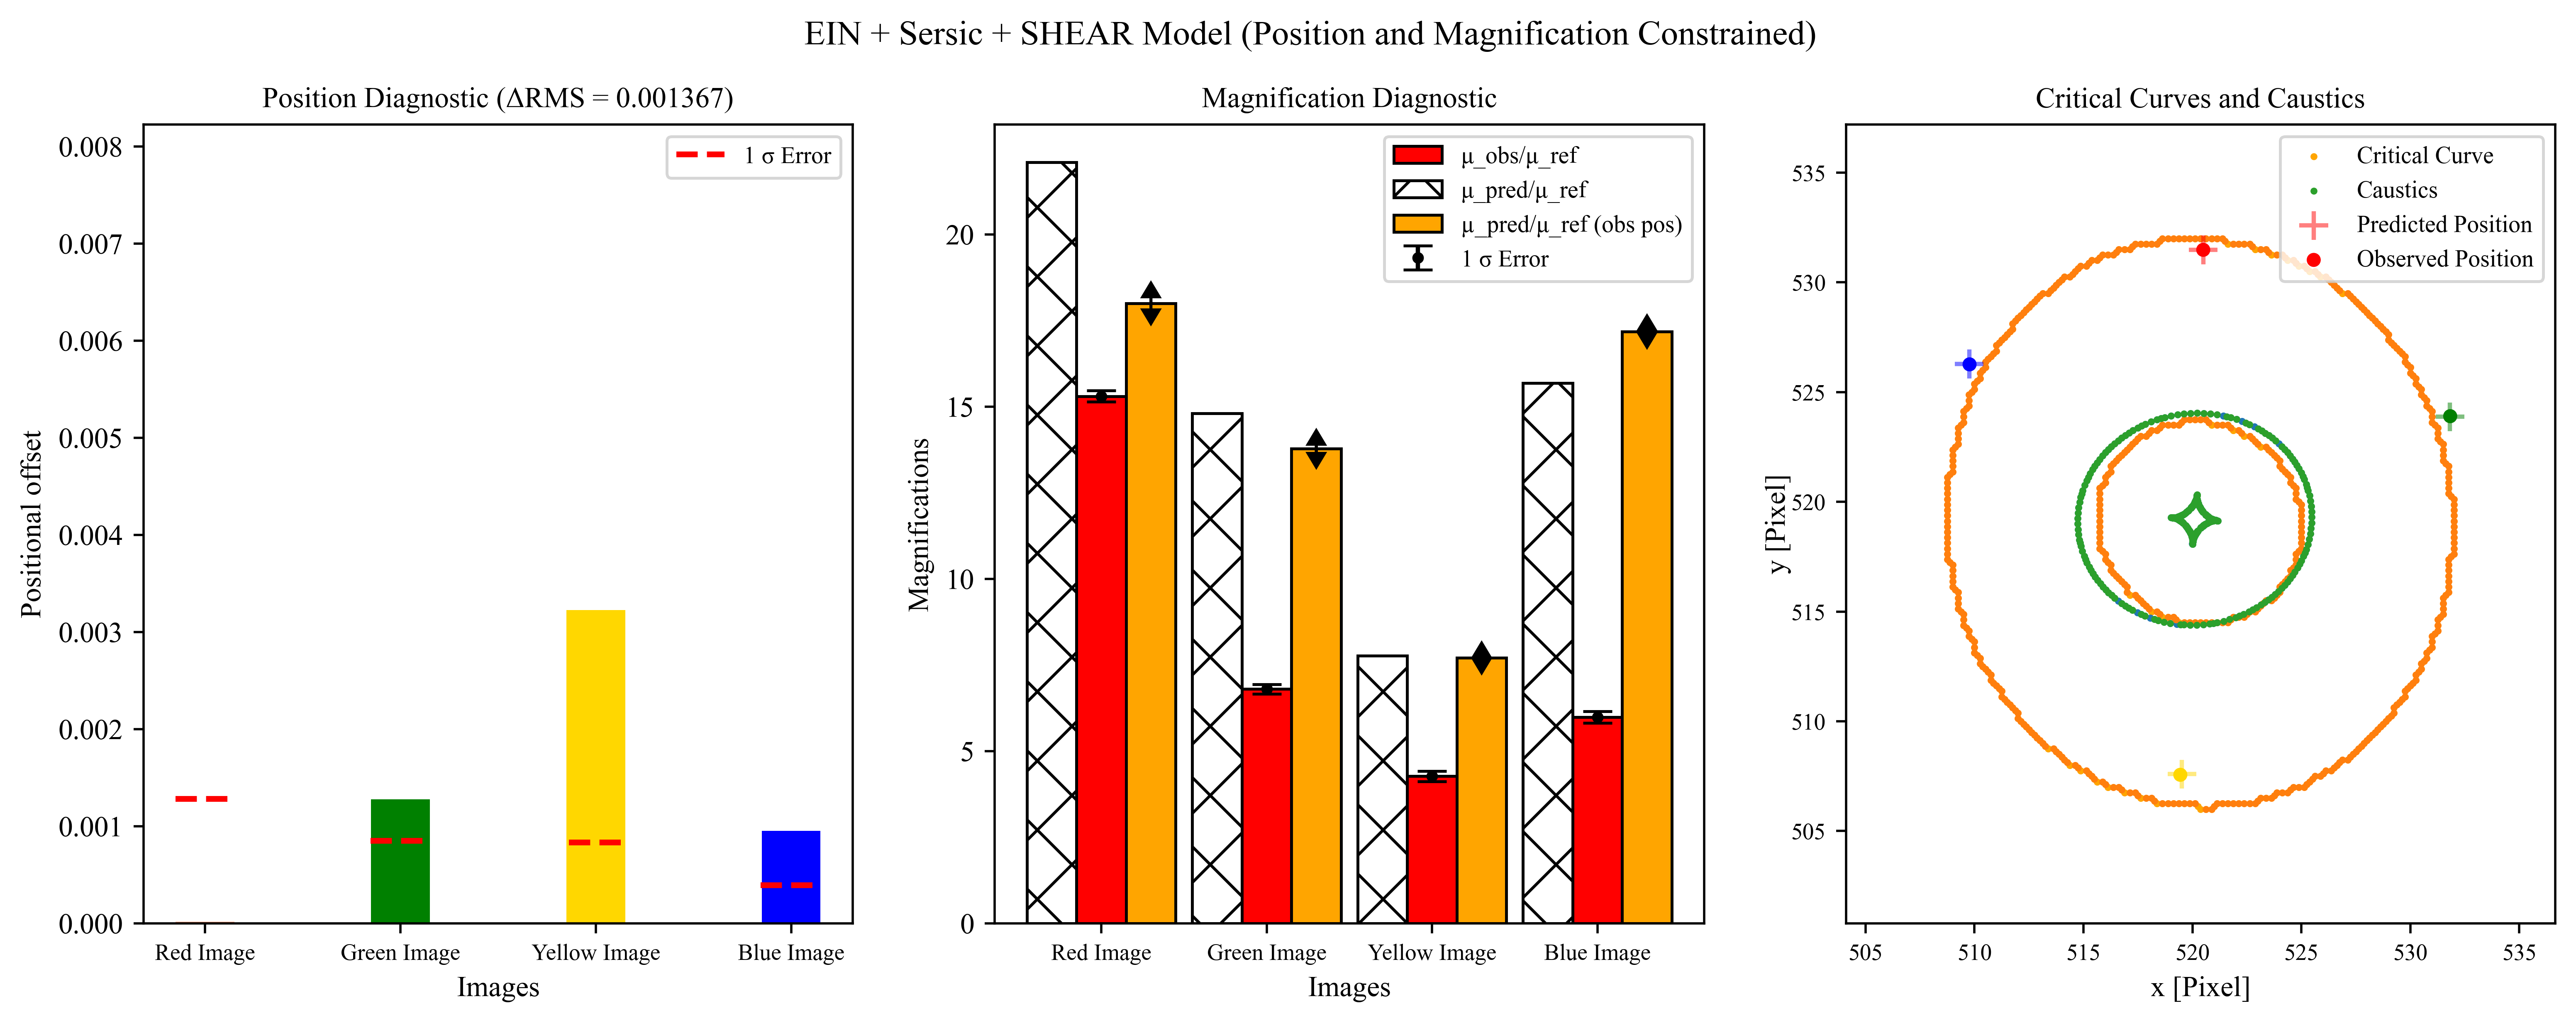 EIN + Sersic + SHEAR Model (Position and Magnification Constrained)
Position Diagnostic (ΔRMS = 0.001367)
0.008
0.007
0.006
0.005
0.004
0.003
0.002
0.001
0.000
Positional offset
1 σ Error
Red Image
Green Image
Yellow Image
Blue Image
Images
Magnification Diagnostic
20
15
10
5
0
Magnifications
μ_obs/μ_ref
μ_pred/μ_ref
μ_pred/μ_ref (obs pos)
1 σ Error
Red Image
Green Image
Yellow Image
Blue Image
Images
Critical Curves and Caustics
535
530
525
520
515
510
505
y [Pixel]
Critical Curve
Caustics
Predicted Position
Observed Position
505
510
515
520
525
530
535
x [Pixel]